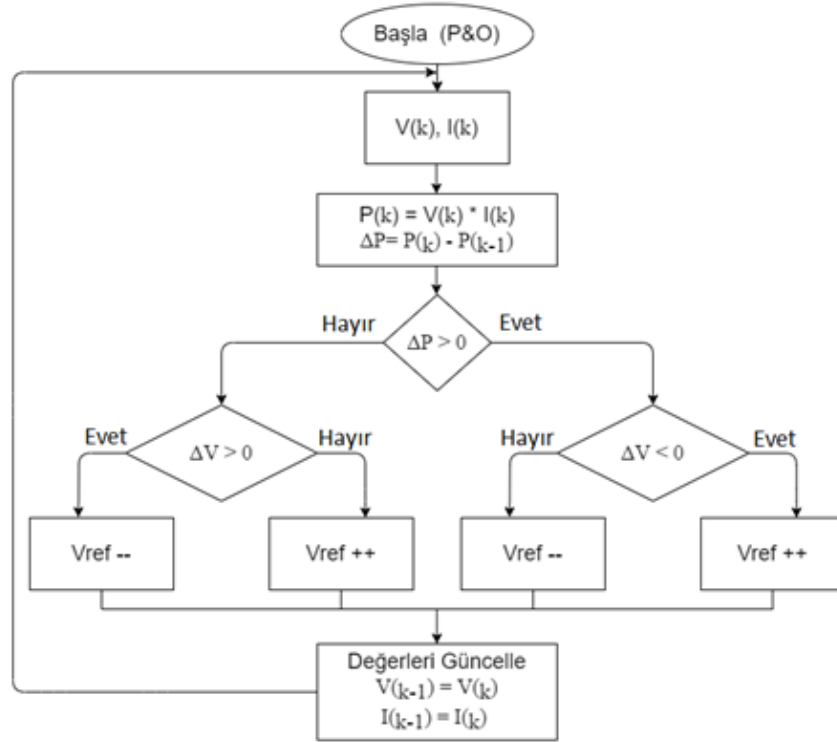 Başla (P&O)
V(k), I(k)
P(k) = V(k) * I(k)
ΔP= P(k) - P(k-1)
Hayır
Evet
ΔP > 0
Evet
Hayır
ΔV > 0
Hayır
Evet
ΔV < 0
Vref --
Vref ++
Vref --
Vref ++
Değerleri Güncelle
V(k-1) = V(k)
I(k-1) = I(k)